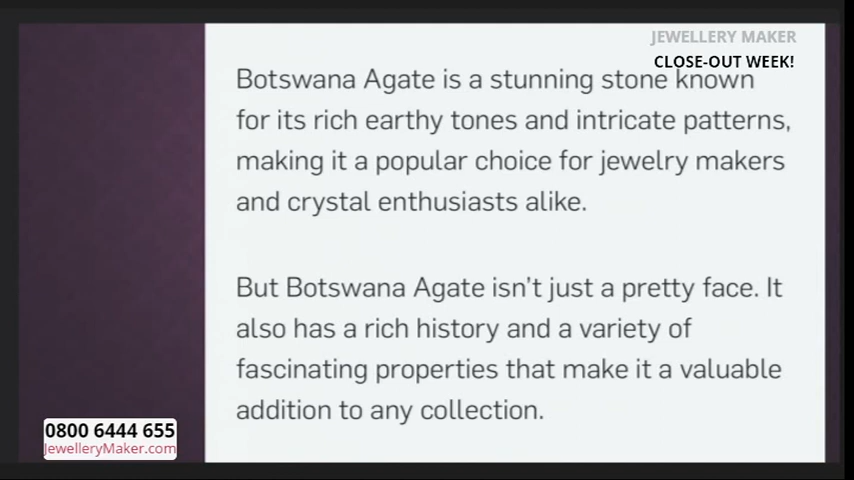 JEWELLERY MAKER
CLOSE-OUT WEEK!
Botswana Agate is a stunning stone known
for its rich earthy tones and intricate patterns,
making it a popular choice for jewelry makers
and crystal enthusiasts alike.
But Botswana Agate isn't just a pretty face. It
also has a rich history and a variety of
fascinating properties that make it a valuable
addition to any collection.
0800 6444 655
JewelleryMaker.com